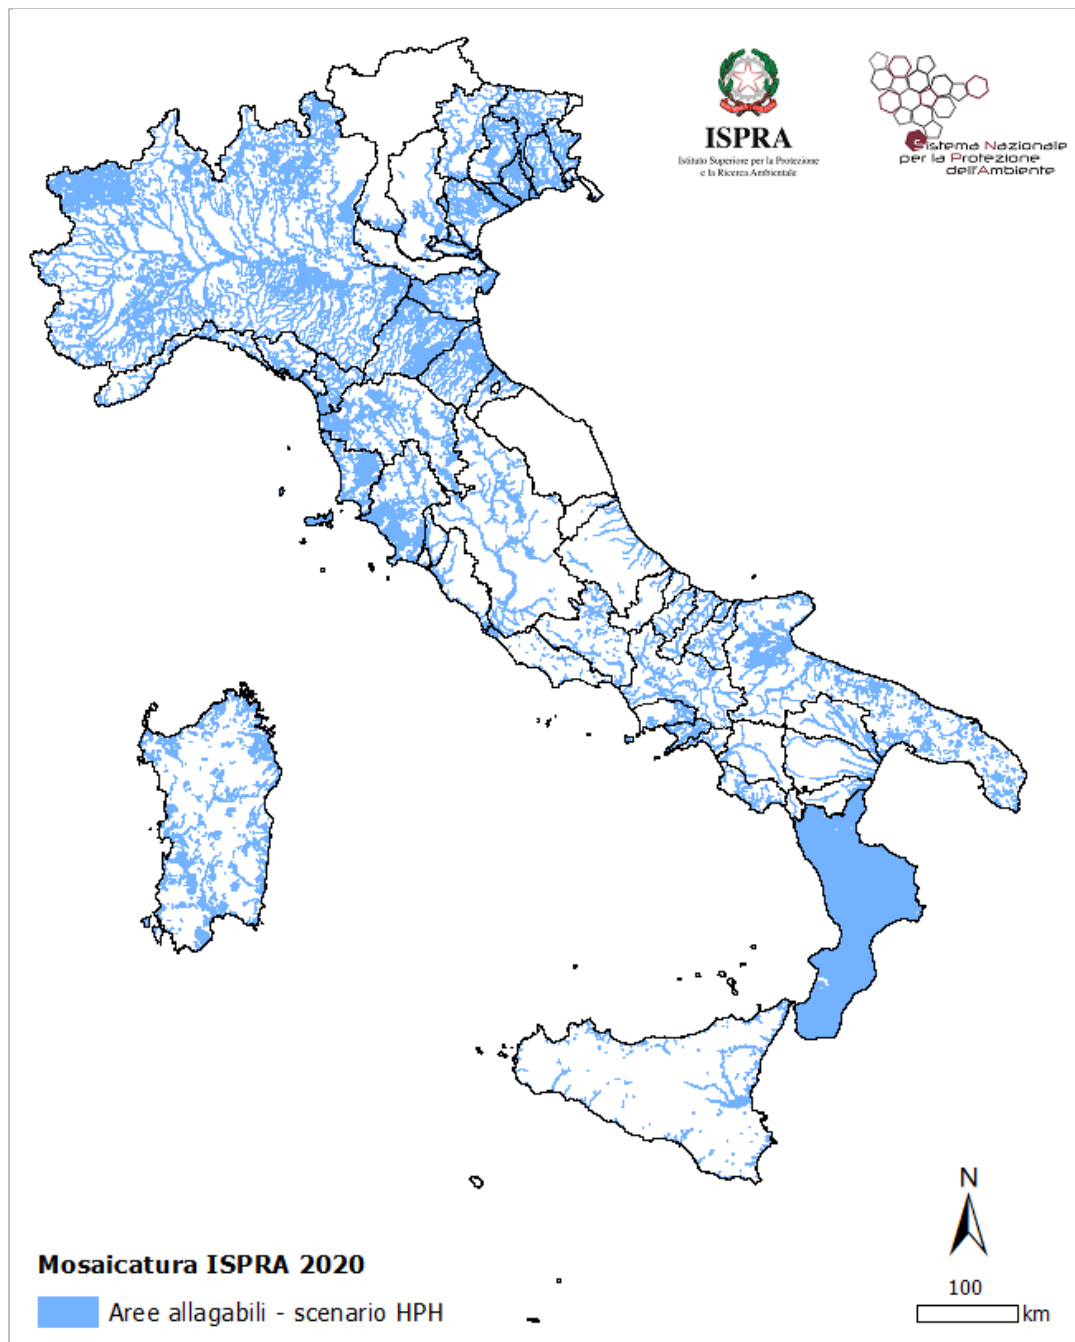 ISPRA
Istituto Superiore per la Protezione
e la Ricerca Ambientale
Sistema Nazionale
per la Protezione
dell'Ambiente
N
100
km
Mosaicatura ISPRA 2020
Aree allagabili - scenario HPH